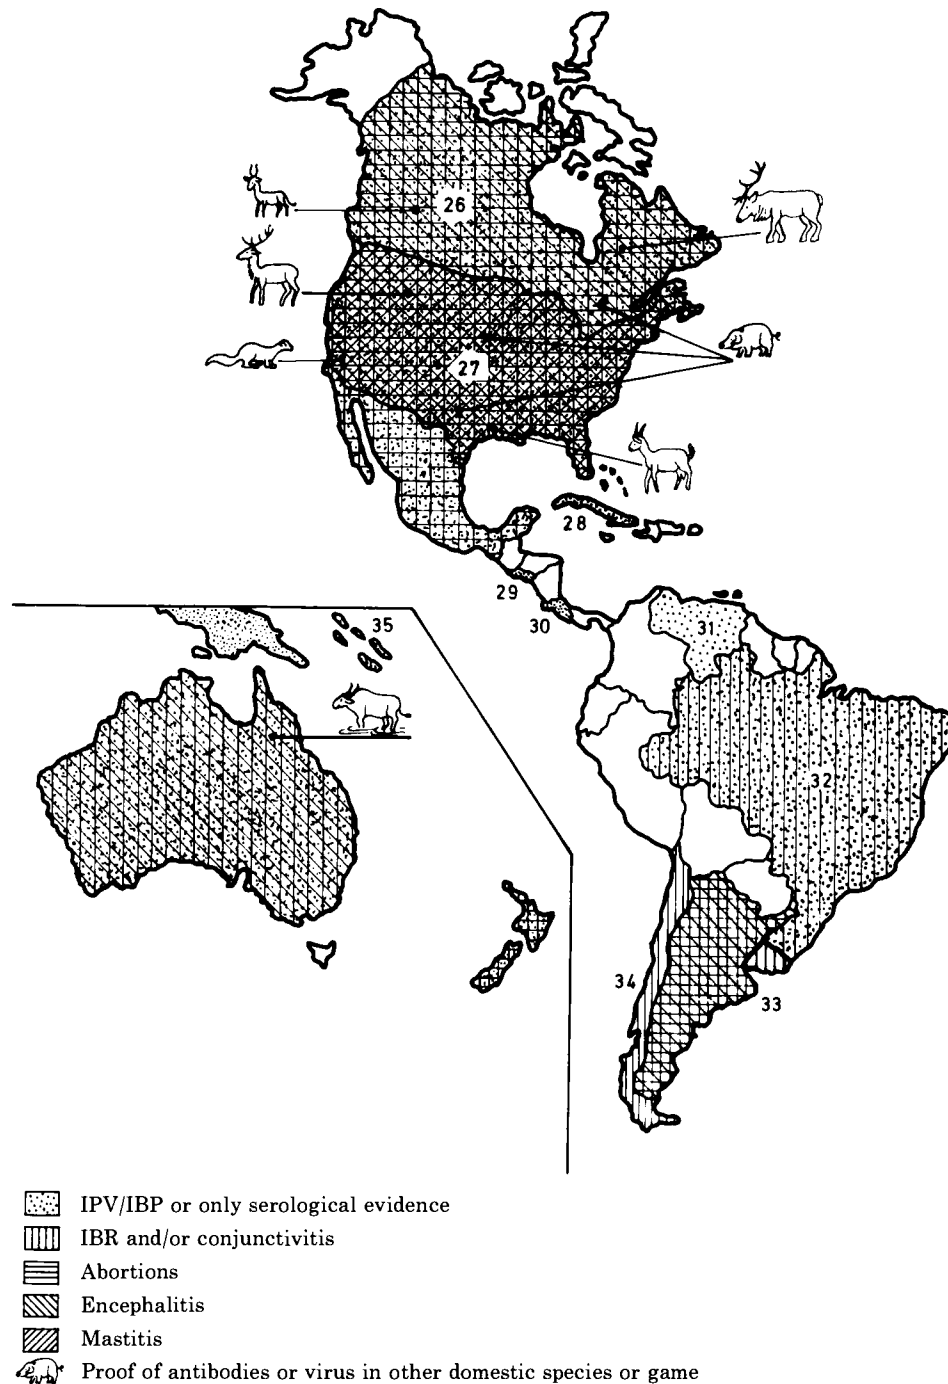 26
27
28
29
30
35
31
32
34
33
IPV/IBP or only serological evidence
IBR and/or conjunctivitis
Abortions
Encephalitis
Mastitis
Proof of antibodies or virus in other domestic species or game